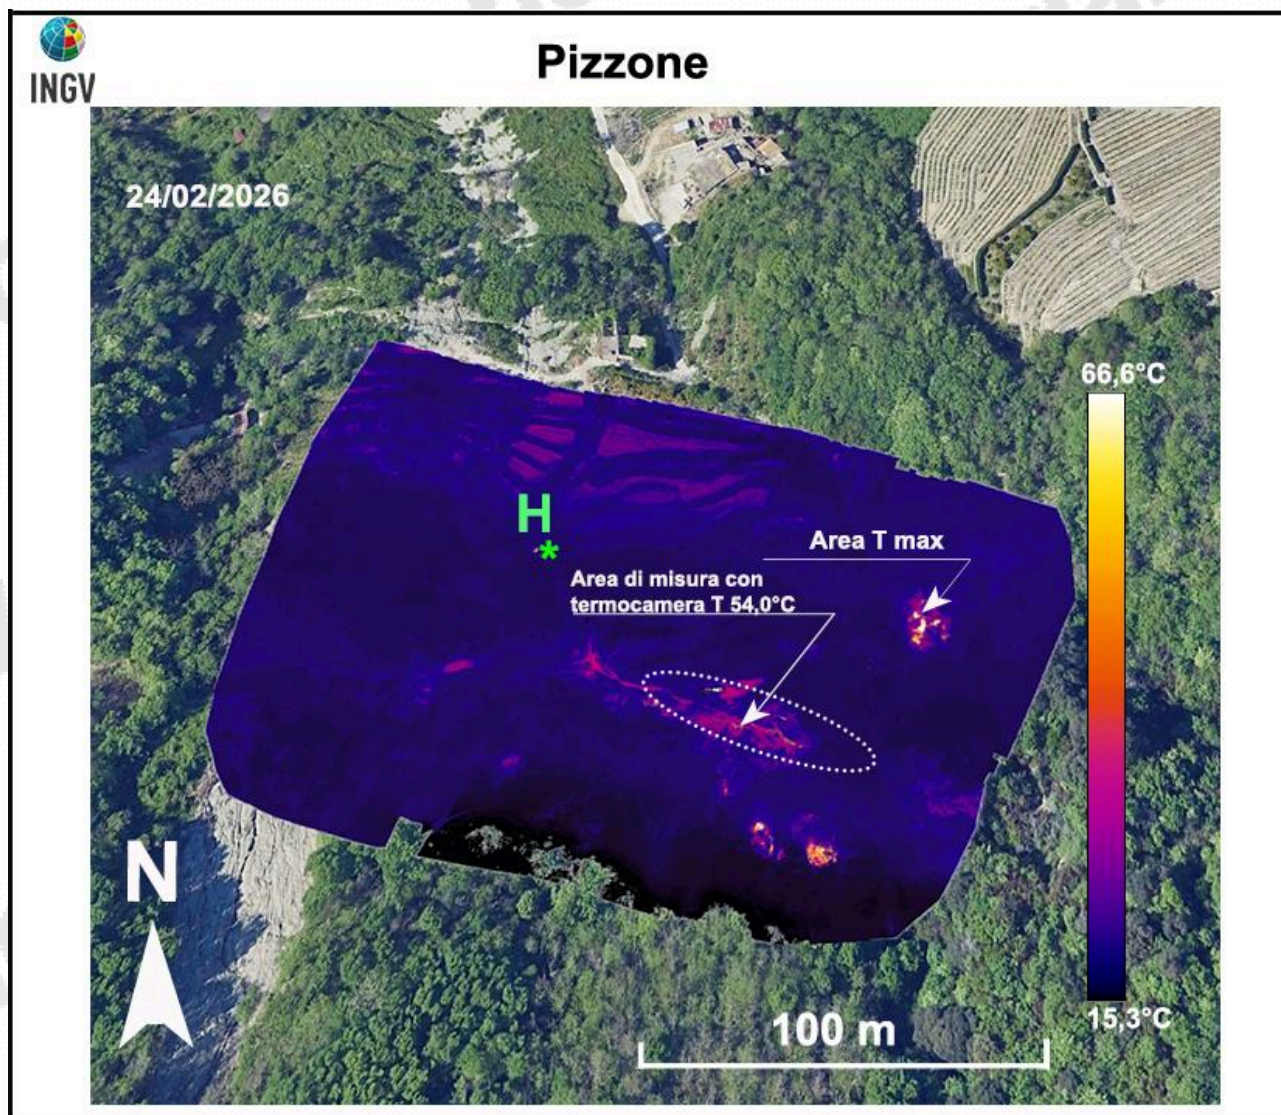 INGV
Pizzone
24/02/2026
66,6°C
H
*
Area T max
Area di misura con
termocamera T 54,0°C
N
15,3°C
100 m